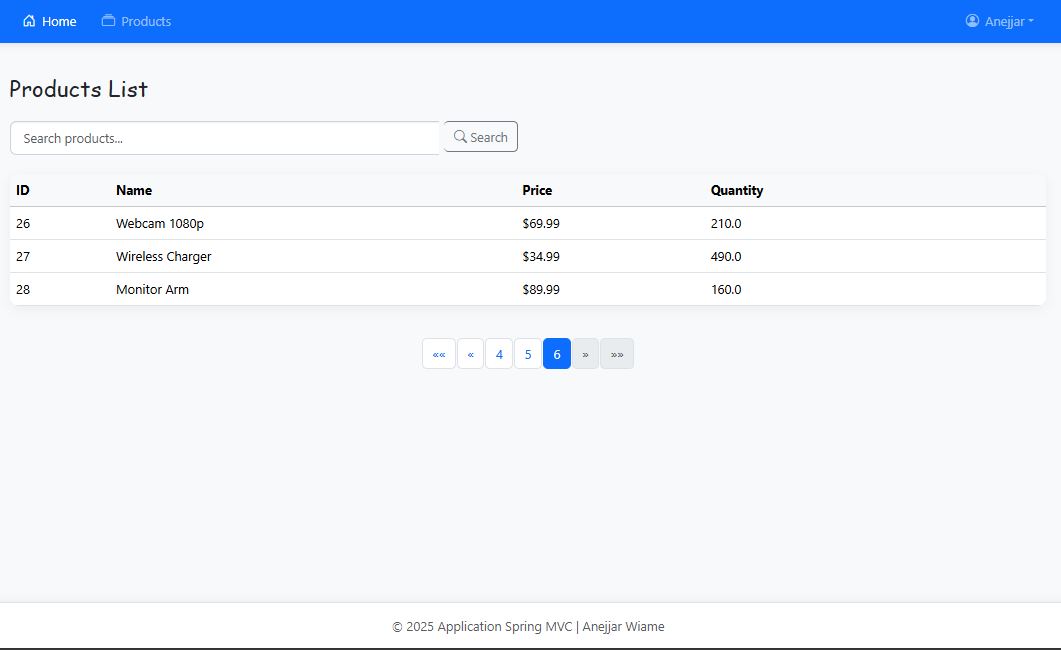 Home Products Anejjar
Products List
Search products... Search
ID Name Price Quantity
26 Webcam 1080p $69.99 210.0
27 Wireless Charger $34.99 490.0
28 Monitor Arm $89.99 160.0
«« « 4 5 6 » »»
© 2025 Application Spring MVC | Anejjar Wiame